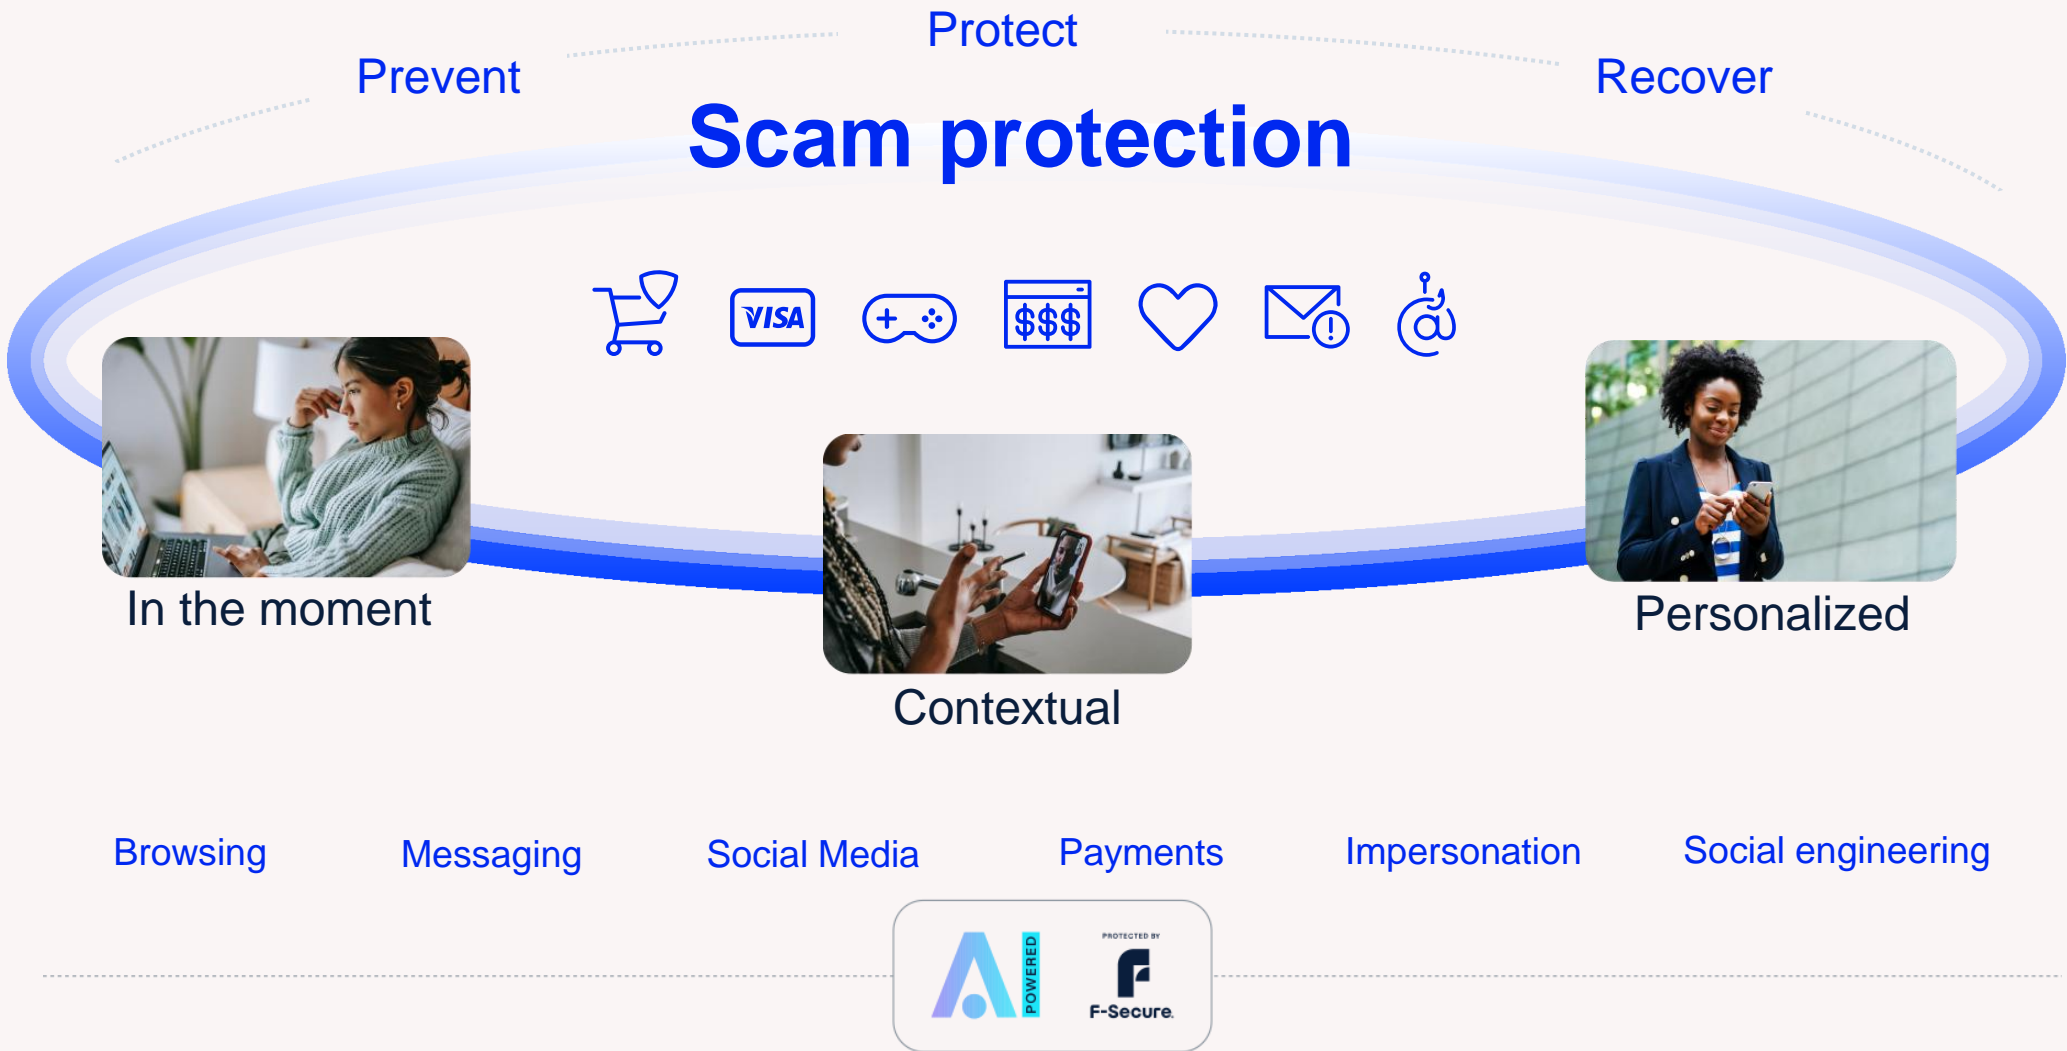 Protect
Prevent
Recover
Scam protection
VISA
$$$
@
In the moment
Personalized
Contextual
Browsing
Messaging
Social Media
Payments
Impersonation
Social engineering
AI POWERED
PROTECTED BY
F-Secure.